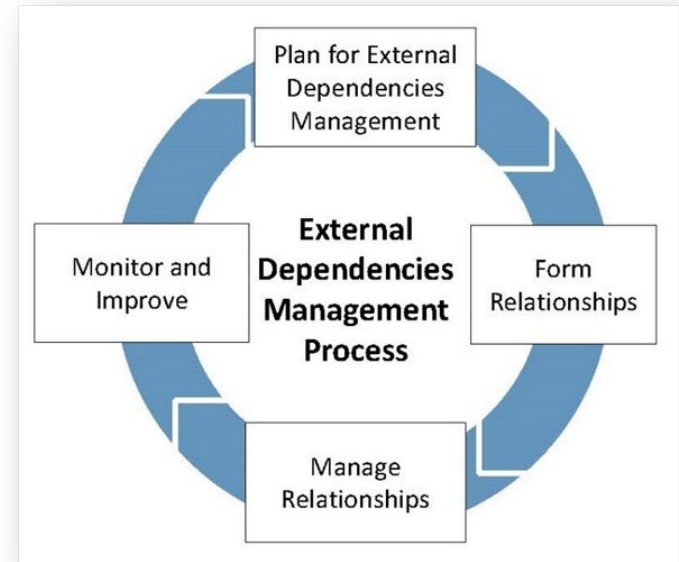 Plan for External
Dependencies
Management
External
Dependencies
Management
Process
Form
Relationships
Manage
Relationships
Monitor and
Improve